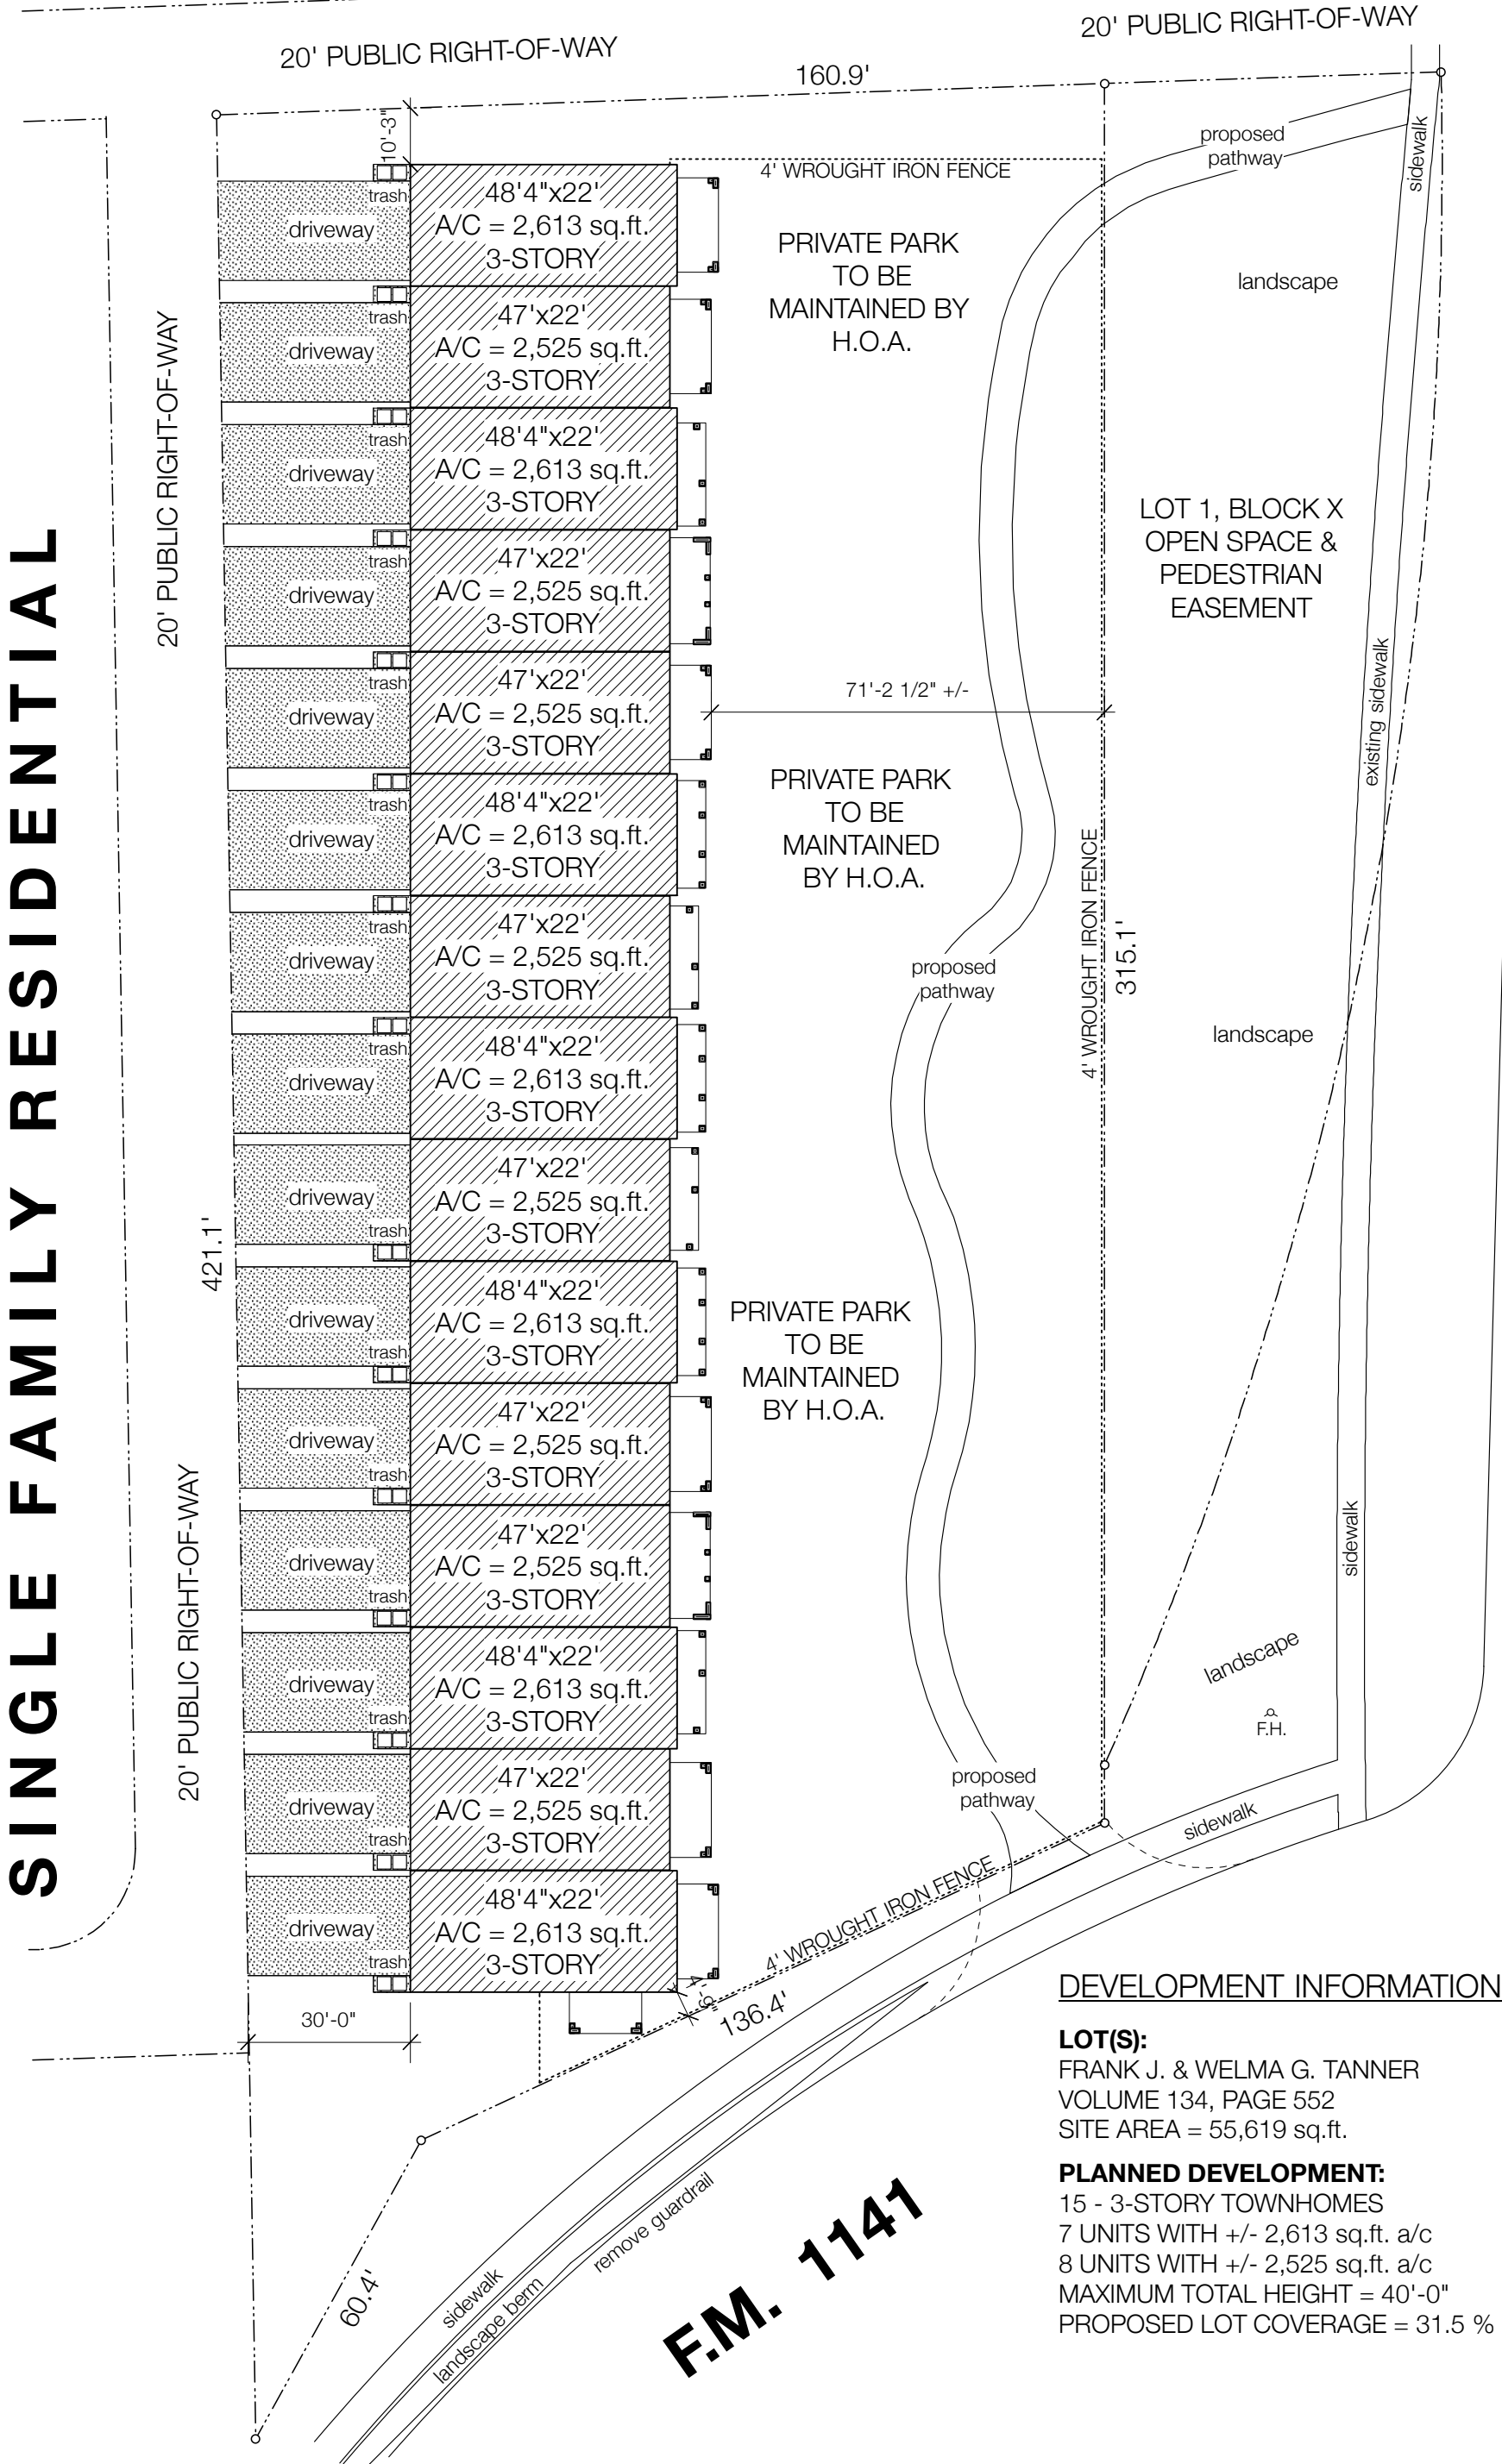 20' PUBLIC RIGHT-OF-WAY
20' PUBLIC RIGHT-OF-WAY
160.9'
10'-3"
4' WROUGHT IRON FENCE
proposed
pathway
sidewalk
trash
driveway
48'4"x22'
A/C = 2,613 sq.ft.
3-STORY
PRIVATE PARK
TO BE
MAINTAINED BY
H.O.A.
landscape
trash
driveway
47'x22'
A/C = 2,525 sq.ft.
3-STORY
20' PUBLIC RIGHT-OF-WAY
trash
driveway
48'4"x22'
A/C = 2,613 sq.ft.
3-STORY
LOT 1, BLOCK X
OPEN SPACE &
PEDESTRIAN
EASEMENT
trash
driveway
47'x22'
A/C = 2,525 sq.ft.
3-STORY
existing sidewalk
trash
driveway
47'x22'
A/C = 2,525 sq.ft.
3-STORY
71'-2 1/2" +/-
trash
driveway
48'4"x22'
A/C = 2,613 sq.ft.
3-STORY
PRIVATE PARK
TO BE
MAINTAINED
BY H.O.A.
4' WROUGHT IRON FENCE
315.1'
trash
driveway
47'x22'
A/C = 2,525 sq.ft.
3-STORY
proposed
pathway
SINGLE FAMILY RESIDENTIAL
trash
driveway
48'4"x22'
A/C = 2,613 sq.ft.
3-STORY
landscape
driveway
trash
47'x22'
A/C = 2,525 sq.ft.
3-STORY
421.1'
driveway
trash
48'4"x22'
A/C = 2,613 sq.ft.
3-STORY
PRIVATE PARK
TO BE
MAINTAINED
BY H.O.A.
driveway
trash
47'x22'
A/C = 2,525 sq.ft.
3-STORY
20' PUBLIC RIGHT-OF-WAY
driveway
trash
47'x22'
A/C = 2,525 sq.ft.
3-STORY
sidewalk
driveway
trash
48'4"x22'
A/C = 2,613 sq.ft.
3-STORY
landscape
F.H.
driveway
trash
47'x22'
A/C = 2,525 sq.ft.
3-STORY
proposed
pathway
sidewalk
driveway
trash
48'4"x22'
A/C = 2,613 sq.ft.
3-STORY
4' WROUGHT IRON FENCE
30'-0"
136.4'
60.4'
sidewalk
landscape berm
remove guardrail
F.M. 1141
DEVELOPMENT INFORMATION
LOT(S):
FRANK J. & WELMA G. TANNER
VOLUME 134, PAGE 552
SITE AREA = 55,619 sq.ft.
PLANNED DEVELOPMENT:
15 - 3-STORY TOWNHOMES
7 UNITS WITH +/- 2,613 sq.ft. a/c
8 UNITS WITH +/- 2,525 sq.ft. a/c
MAXIMUM TOTAL HEIGHT = 40'-0"
PROPOSED LOT COVERAGE = 31.5 %